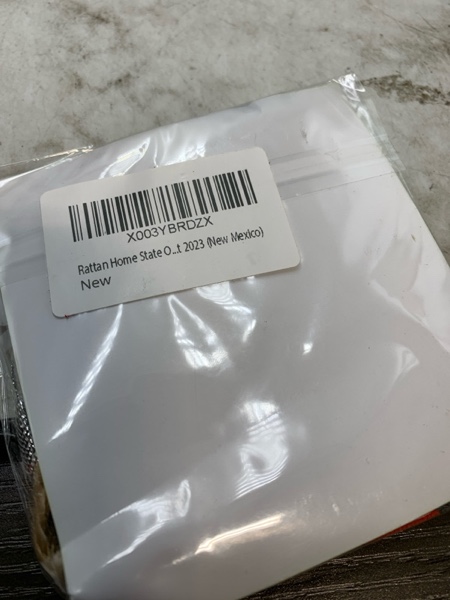 X003YBRDZX
Rattan Home State O...t 2023 (New Mexico)
New